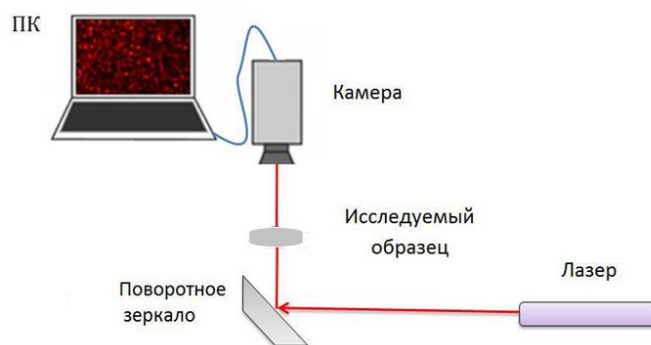 ПК
Камера
Исследуемый
образец
Лазер
Поворотное
зеркало